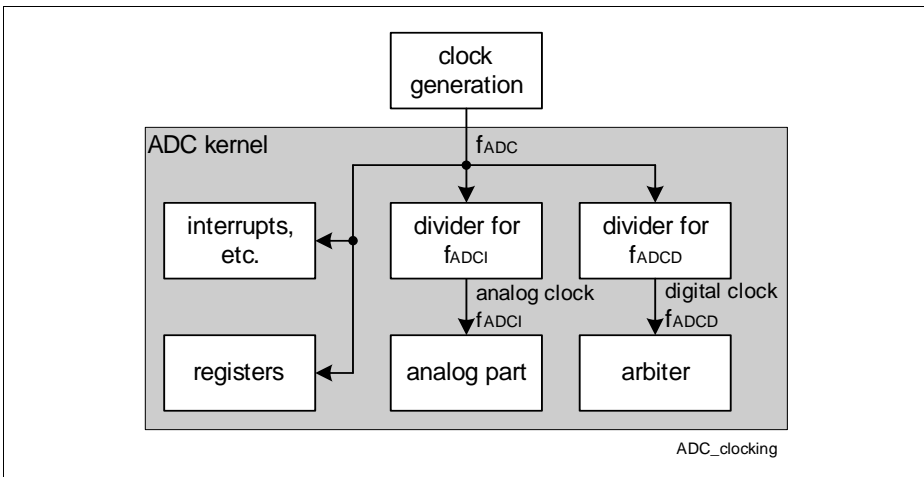 clock
generation
ADC kernel
fADC
interrupts,
etc.
divider for
fADCI
divider for
fADCD
analog clock
fADCI
digital clock
fADCD
registers
analog part
arbiter
ADC_clocking